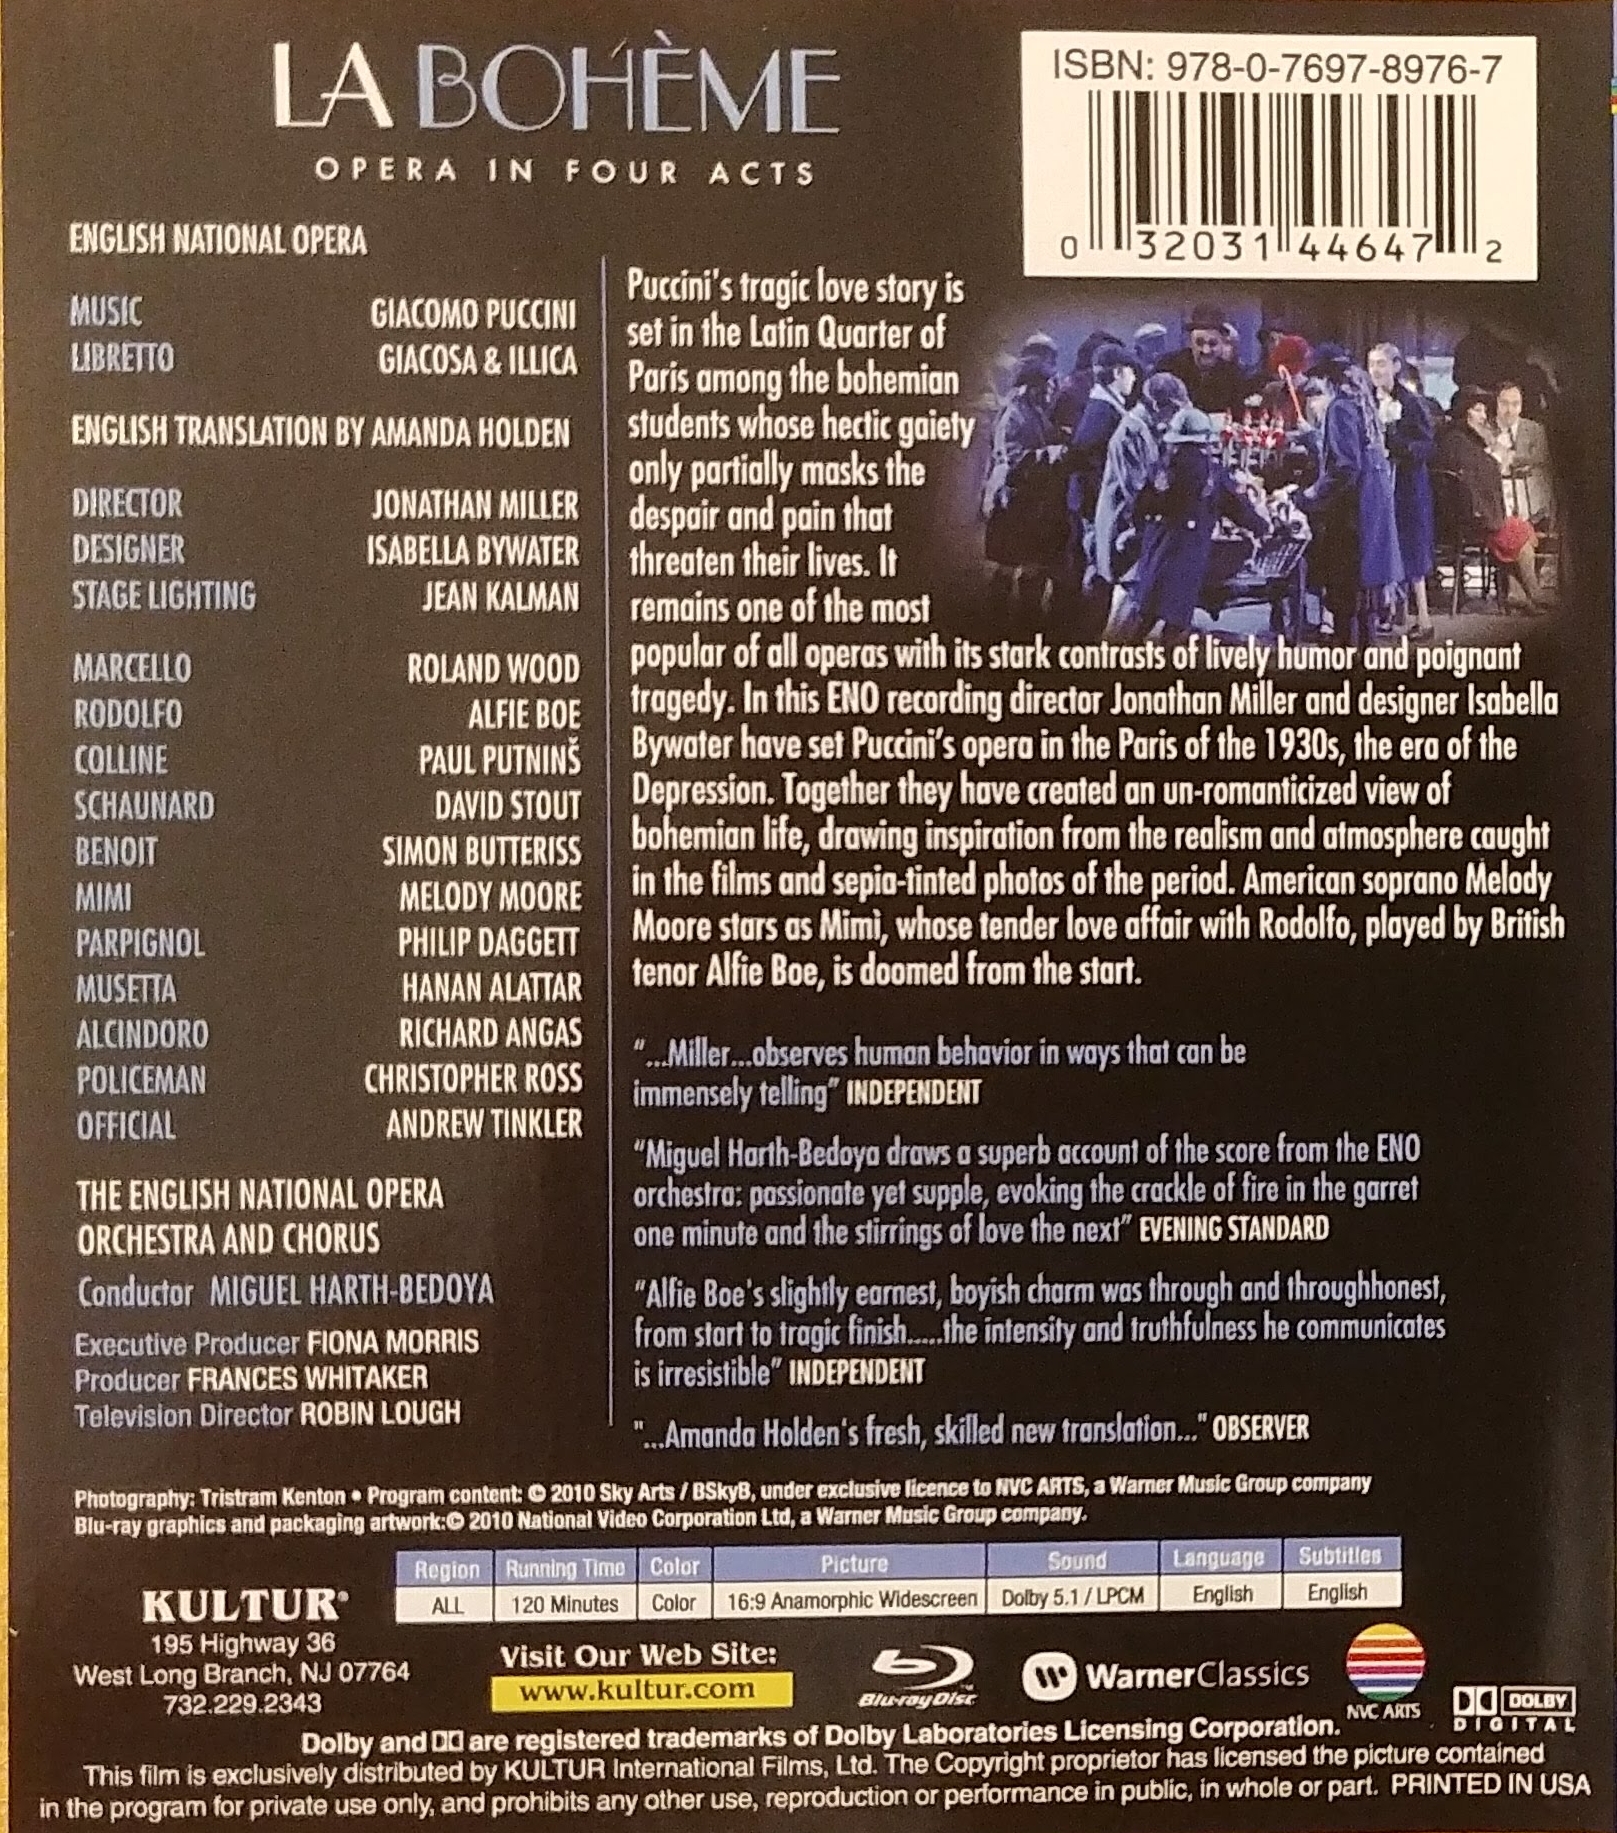 LA BOHÈME
OPERA IN FOUR ACTS
ISBN: 978-0-7697-8976-7
0 32031 44647 2
ENGLISH NATIONAL OPERA
MUSIC GIACOMO PUCCINI
LIBRETTO GIACOSA & ILLICA
ENGLISH TRANSLATION BY AMANDA HOLDEN
DIRECTOR JONATHAN MILLER
DESIGNER ISABELLA BYWATER
STAGE LIGHTING JEAN KALMAN
MARCELLO ROLAND WOOD
RODOLFO ALFIE BOE
COLLINE PAUL PUTNINŠ
SCHAUNARD DAVID STOUT
BENOIT SIMON BUTTERISS
MIMI MELODY MOORE
PARPIGNOL PHILIP DAGGETT
MUSETTA HANAN ALATTAR
ALCINDORO RICHARD ANGAS
POLICEMAN CHRISTOPHER ROSS
OFFICIAL ANDREW TINKLER
THE ENGLISH NATIONAL OPERA
ORCHESTRA AND CHORUS
Conductor MIGUEL HARTH-BEDOYA
Executive Producer FIONA MORRIS
Producer FRANCES WHITAKER
Television Director ROBIN LOUGH
Puccini's tragic love story is
set in the Latin Quarter of
Paris among the bohemian
students whose hectic gaiety
only partially masks the
despair and pain that
threaten their lives. It
remains one of the most
popular of all operas with its stark contrasts of lively humor and poignant
tragedy. In this ENO recording director Jonathan Miller and designer Isabella
Bywater have set Puccini's opera in the Paris of the 1930s, the era of the
Depression. Together they have created an un-romanticized view of
bohemian life, drawing inspiration from the realism and atmosphere caught
in the films and sepia-tinted photos of the period. American soprano Melody
Moore stars as Mimì, whose tender love affair with Rodolfo, played by British
tenor Alfie Boe, is doomed from the start.
"...Miller...observes human behavior in ways that can be
immensely telling" INDEPENDENT
"Miguel Harth-Bedoya draws a superb account of the score from the ENO
orchestra: passionate yet supple, evoking the crackle of fire in the garret
one minute and the stirrings of love the next" EVENING STANDARD
"Alfie Boe's slightly earnest, boyish charm was through and throughhonest,
from start to tragic finish.....the intensity and truthfulness he communicates
is irresistible" INDEPENDENT
"...Amanda Holden's fresh, skilled new translation..." OBSERVER
Photography: Tristram Kenton • Program content: © 2010 Sky Arts / BSkyB, under exclusive licence to NVC ARTS, a Warner Music Group company
Blu-ray graphics and packaging artwork:© 2010 National Video Corporation Ltd, a Warner Music Group company.
Region Running Time Color Picture Sound Language Subtitles
ALL 120 Minutes Color 16:9 Anamorphic Widescreen Dolby 5.1 / LPCM English English
KULTUR®
195 Highway 36
West Long Branch, NJ 07764
732.229.2343
Visit Our Web Site:
www.kultur.com
Blu-ray Disc™
WarnerClassics
NVC ARTS
DOLBY
DIGITAL
Dolby and DD are registered trademarks of Dolby Laboratories Licensing Corporation.
This film is exclusively distributed by KULTUR International Films, Ltd. The Copyright proprietor has licensed the picture contained
in the program for private use only, and prohibits any other use, reproduction or performance in public, in whole or part. PRINTED IN USA